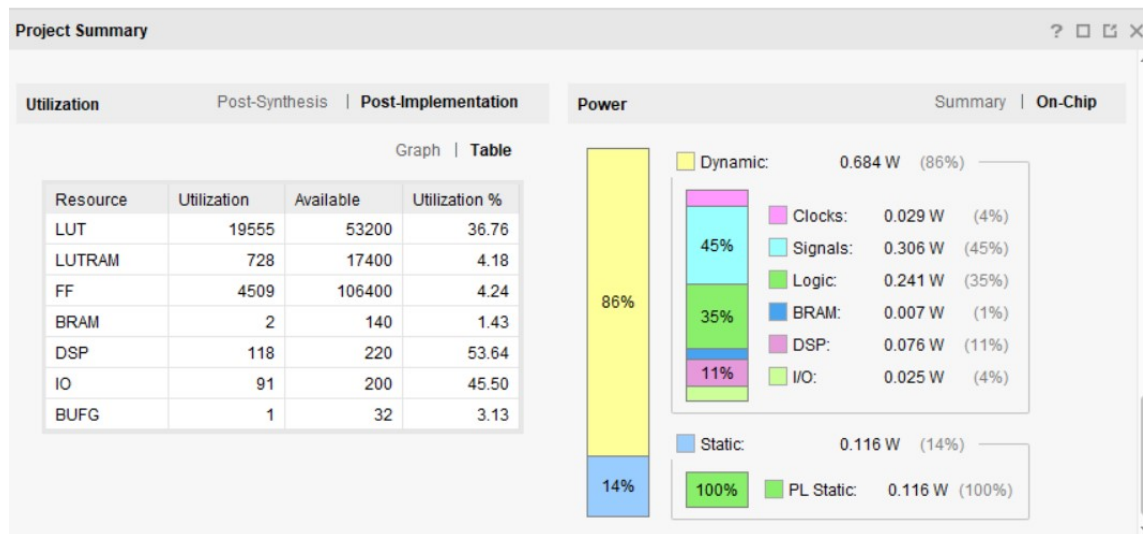 Project Summary
?
Utilization
Post-Synthesis | Post-Implementation
Graph | Table
Resource Utilization Available Utilization %
LUT 19555 53200 36.76
LUTRAM 728 17400 4.18
FF 4509 106400 4.24
BRAM 2 140 1.43
DSP 118 220 53.64
IO 91 200 45.50
BUFG 1 32 3.13
Power
Summary | On-Chip
86%
14%
Dynamic: 0.684 W (86%)
45%
35%
11%
Clocks: 0.029 W (4%)
Signals: 0.306 W (45%)
Logic: 0.241 W (35%)
BRAM: 0.007 W (1%)
DSP: 0.076 W (11%)
I/O: 0.025 W (4%)
Static: 0.116 W (14%)
100%
PL Static: 0.116 W (100%)